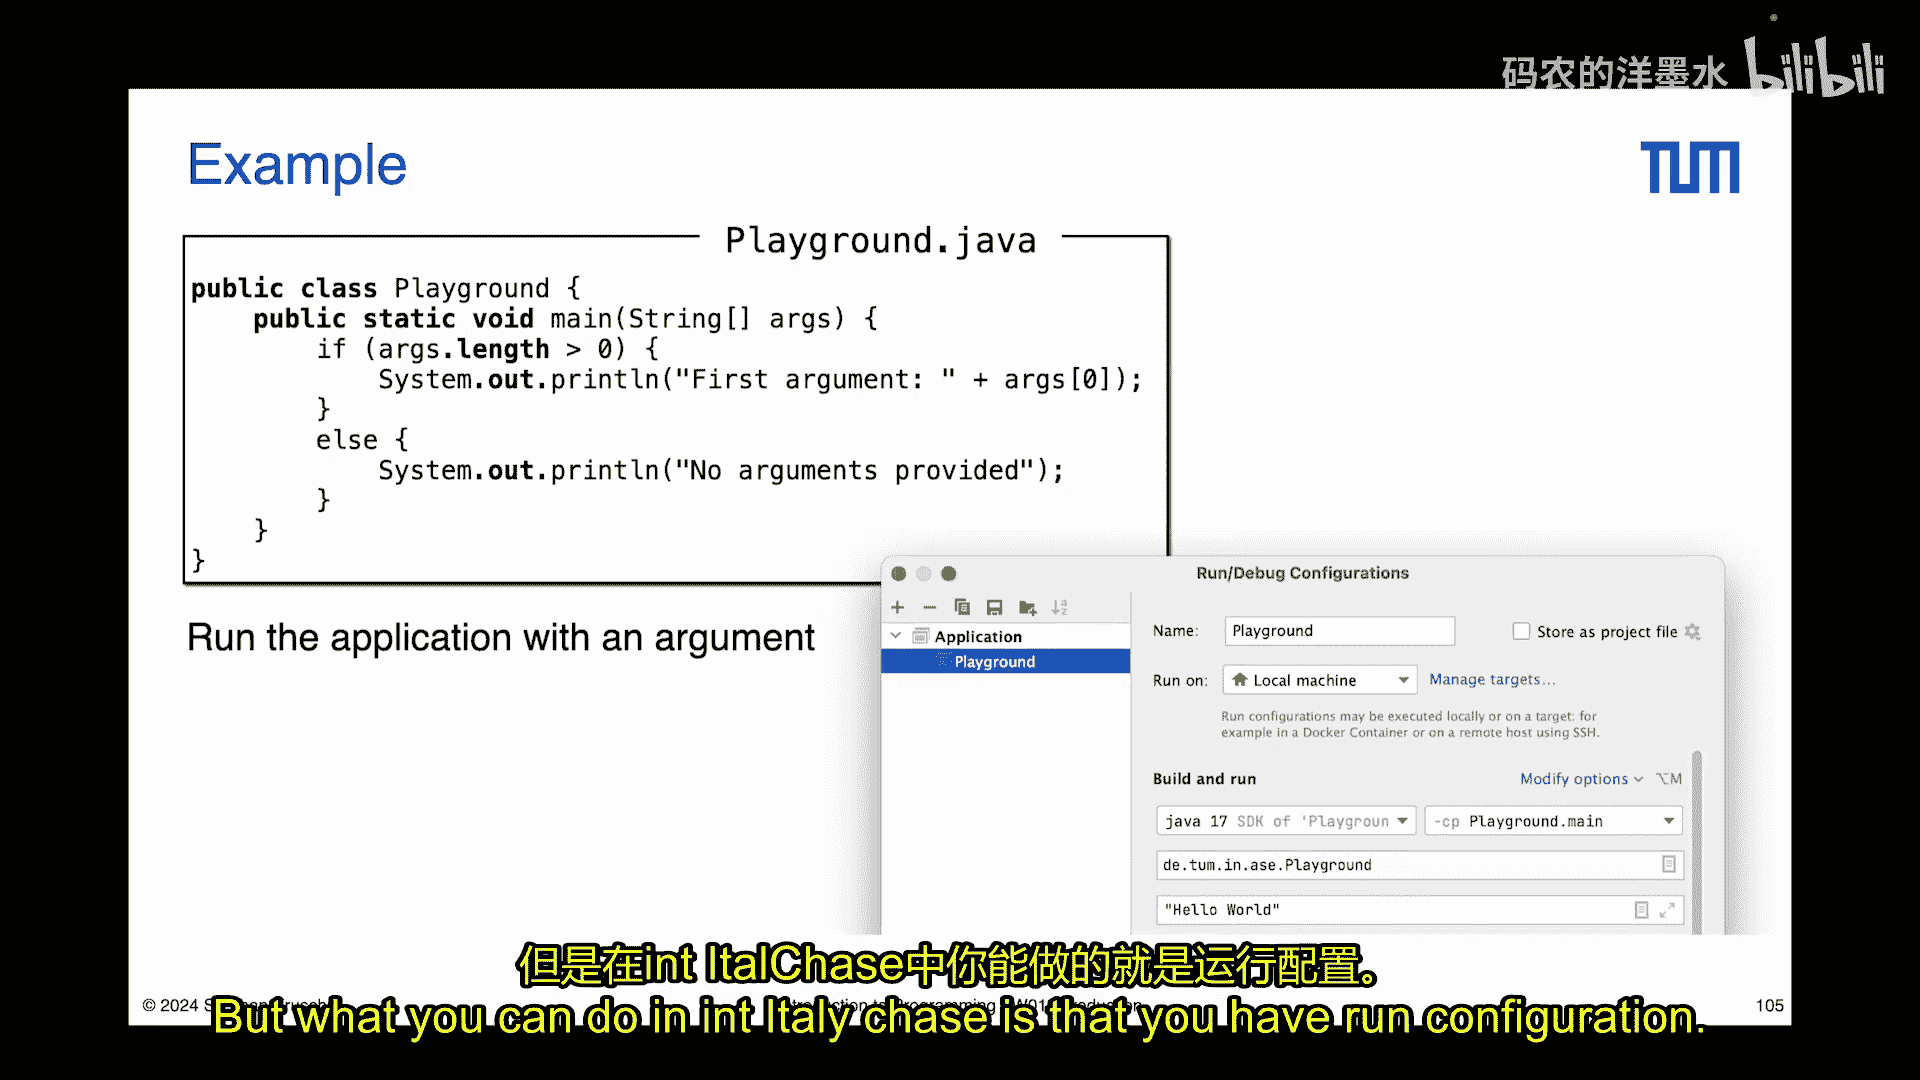 码农的洋墨水 bilibili
Example
TUM
Playground.java
public class Playground {
public static void main(String[] args) {
if (args.length > 0) {
System.out.println("First argument: " + args[0]);
}
else {
System.out.println("No arguments provided");
}
}
}
Run the application with an argument
Run/Debug Configurations
Application
Playground
Name: Playground
Store as project file
Run on: Local machine
Manage targets...
Run configurations may be executed locally or on a target: for
example in a Docker Container or on a remote host using SSH.
Build and run
Modify options ⌥M
java 17 SDK of 'Playgroun
-cp Playground.main
de.tum.in.ase.Playground
"Hello World"
但是在int ItalChase中你能做的就是运行配置。
© 2024
105
But what you can do in int Italy chase is that you have run configuration.